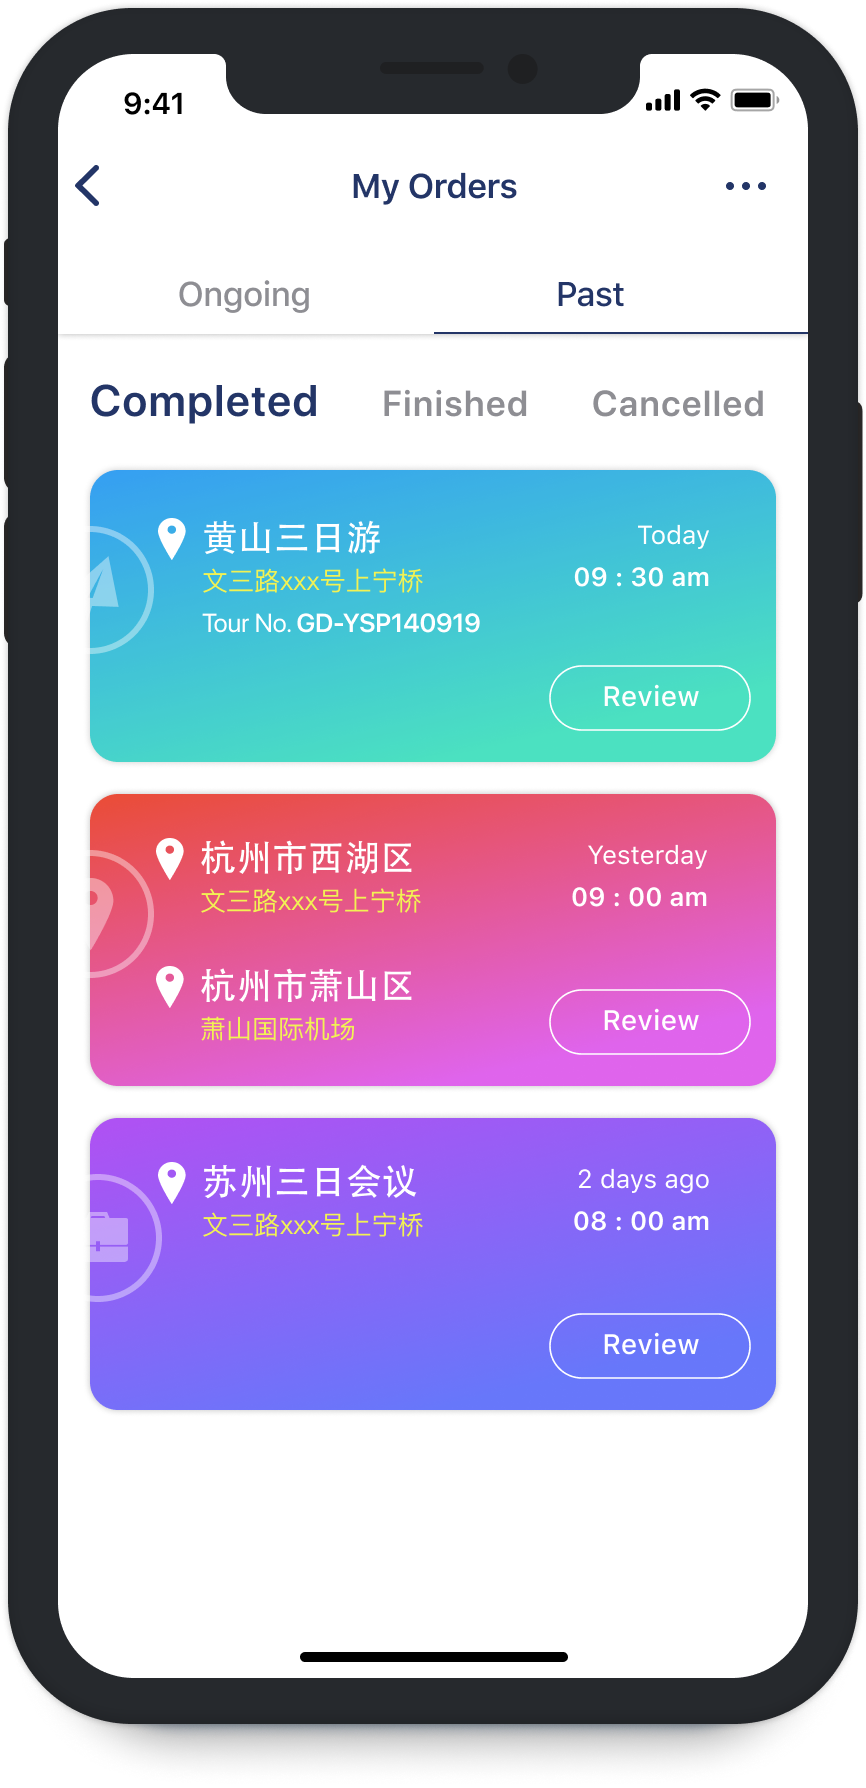 9:41
My Orders
Ongoing Past
Completed Finished Cancelled
黄山三日游 Today
文三路xxx号上宁桥 09 : 30 am
Tour No. GD-YSP140919
Review
杭州市西湖区 Yesterday
文三路xxx号上宁桥 09 : 00 am
杭州市萧山区
萧山国际机场
Review
苏州三日会议 2 days ago
文三路xxx号上宁桥 08 : 00 am
Review